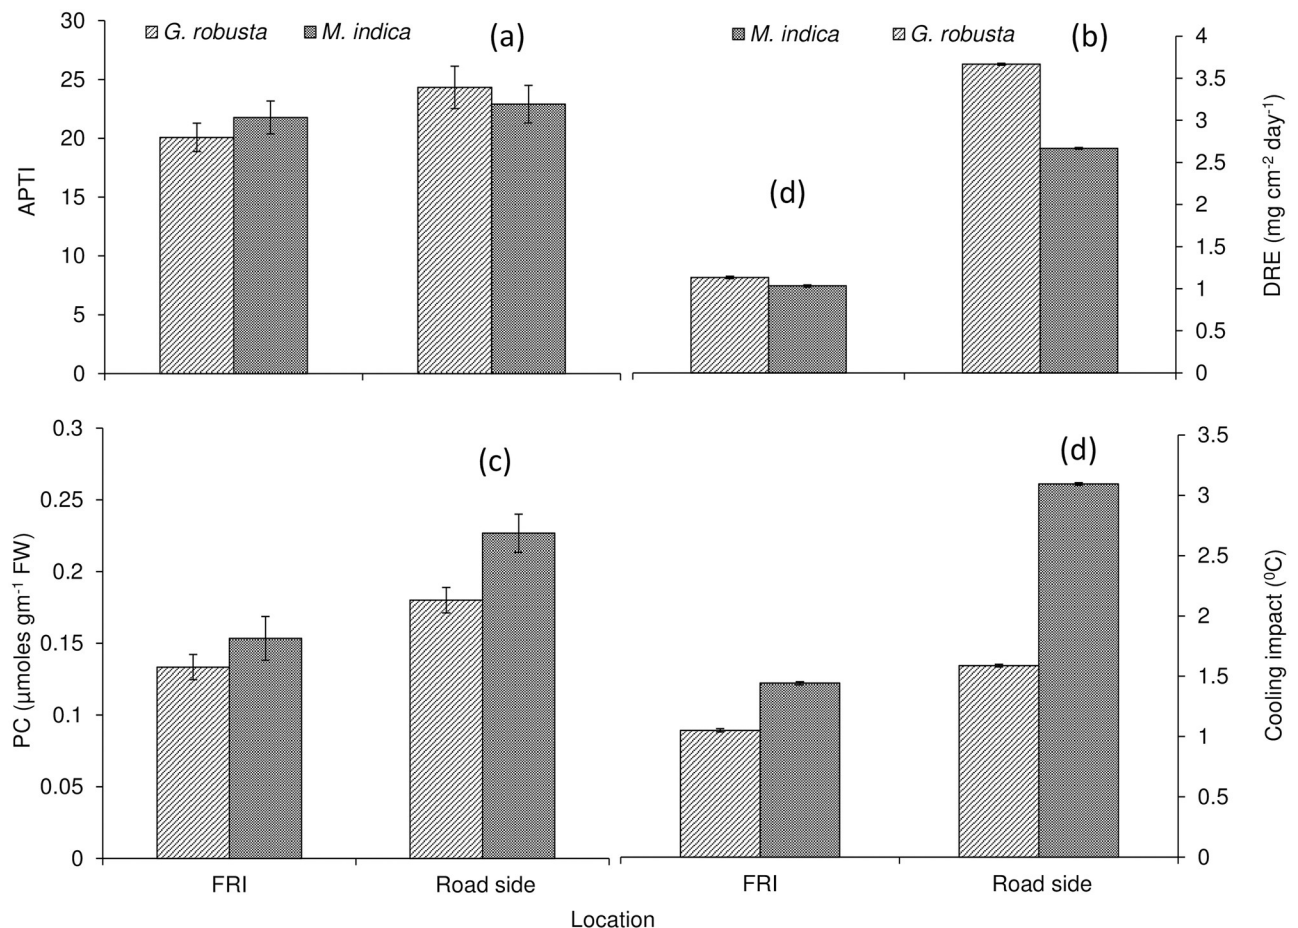 G. robusta M. indica (a)
30
25
20
15
10
5
0
APTI
M. indica G. robusta (b)
(d)
4
3.5
3
2.5
2
1.5
1
0.5
0
DRE (mg cm-2 day-1)
(c)
0.3
0.25
0.2
0.15
0.1
0.05
0
PC (µmoles gm-1 FW)
FRI Road side
(d)
3.5
3
2.5
2
1.5
1
0.5
0
Cooling impact (0C)
FRI Road side
Location